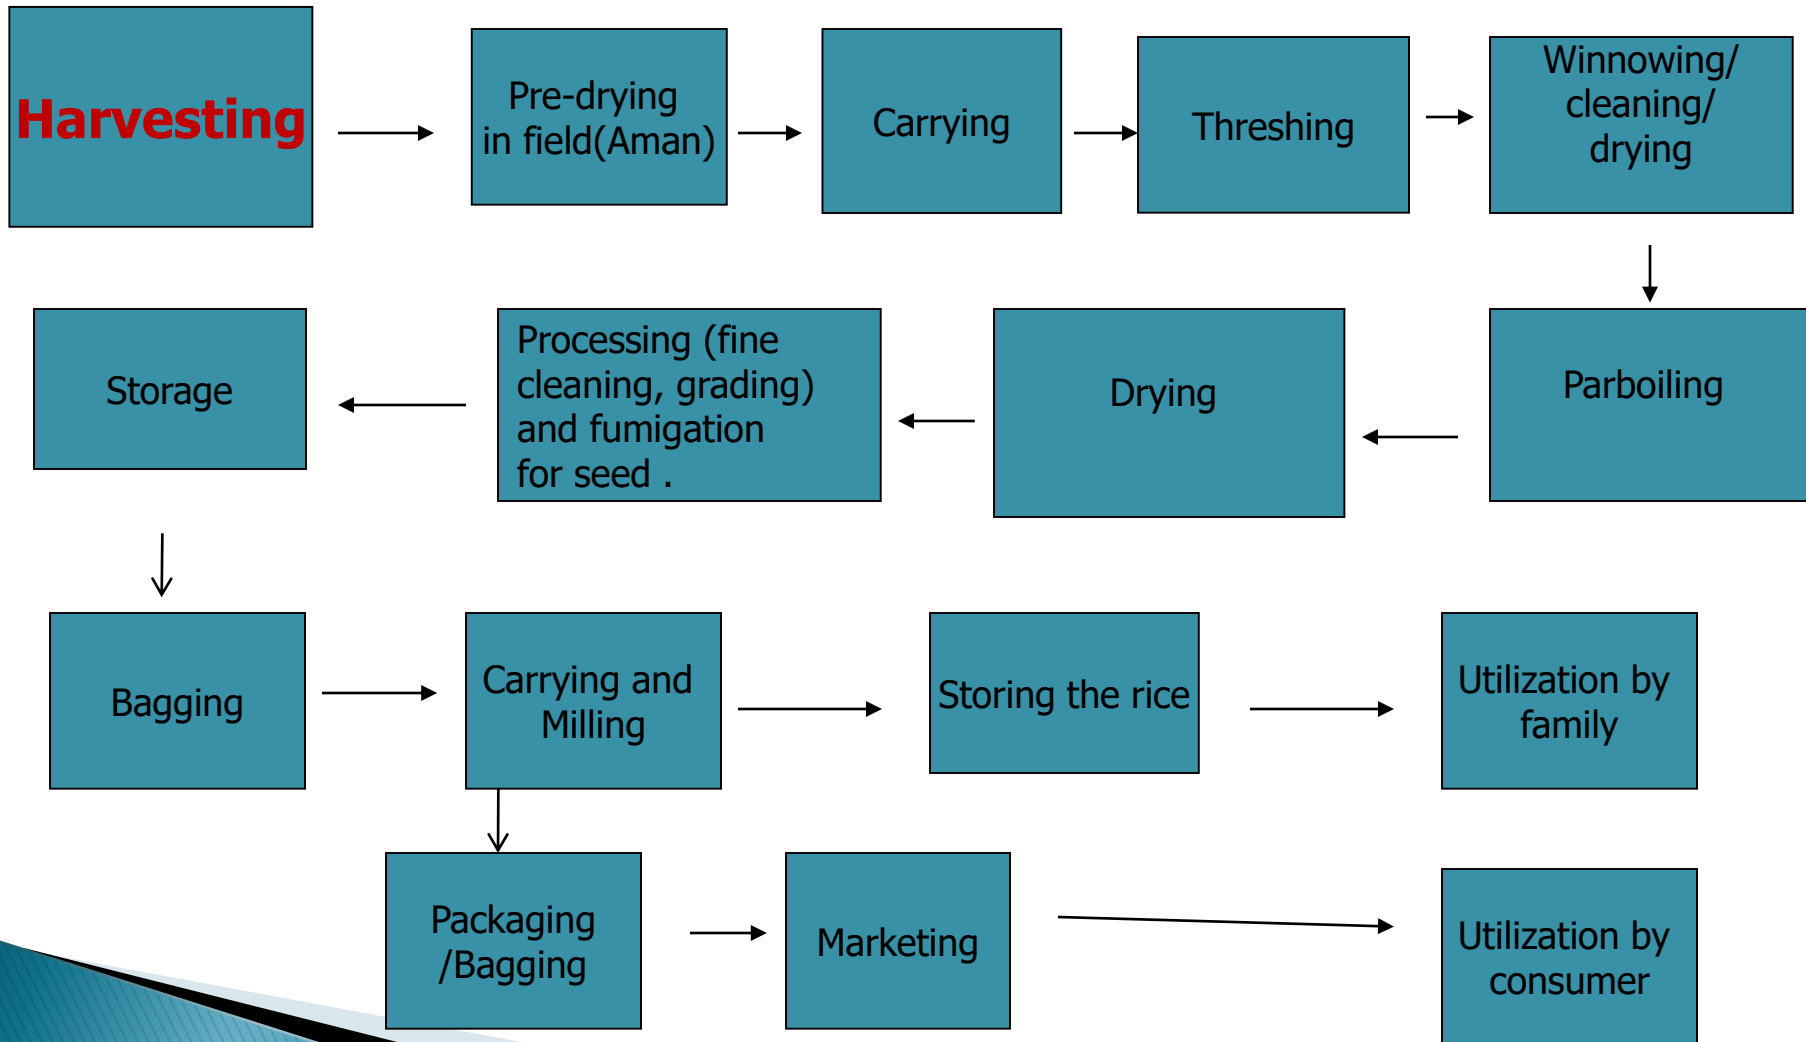 Harvesting
Pre-drying
in field(Aman)
Carrying
Threshing
Winnowing/
cleaning/
drying
Parboiling
Drying
Processing (fine
cleaning, grading)
and fumigation
for seed .
Storage
Bagging
Carrying and
Milling
Storing the rice
Utilization by
family
Packaging
/Bagging
Marketing
Utilization by
consumer